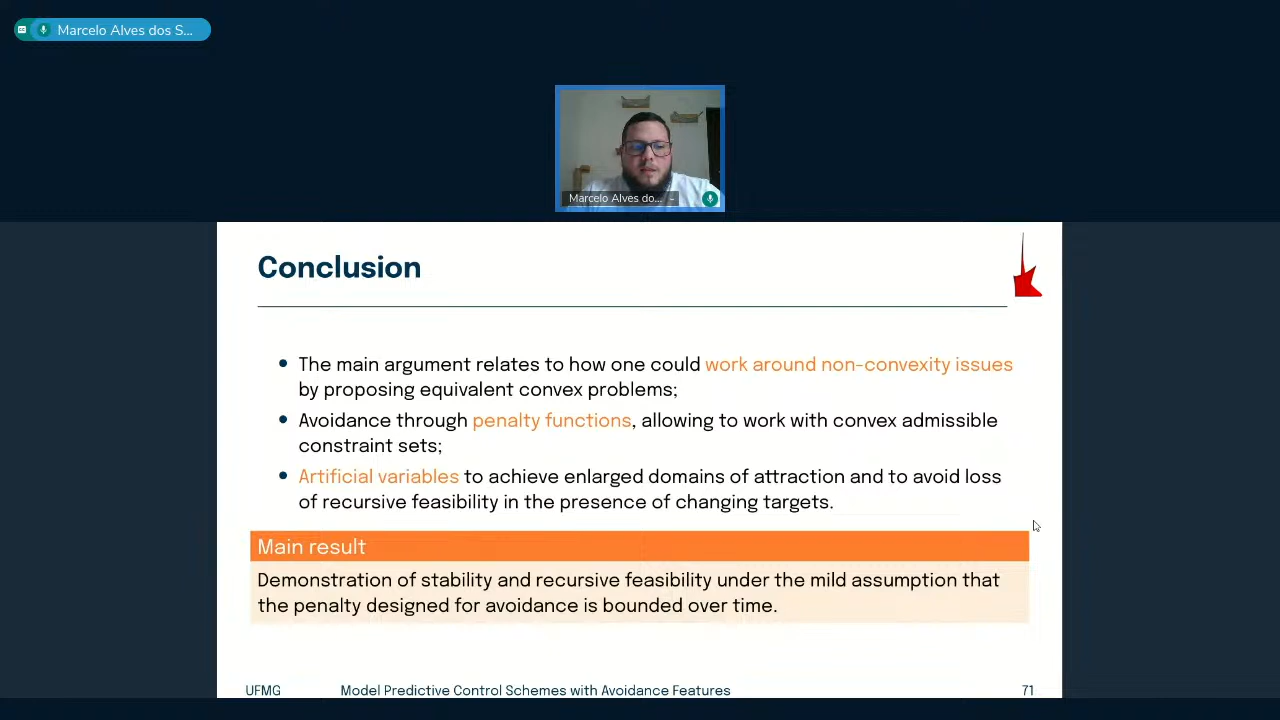 Marcelo Alves dos S...
Marcelo Alves do...
Conclusion
• The main argument relates to how one could work around non-convexity issues
by proposing equivalent convex problems;
• Avoidance through penalty functions, allowing to work with convex admissible
constraint sets;
• Artificial variables to achieve enlarged domains of attraction and to avoid loss
of recursive feasibility in the presence of changing targets.
Main result
Demonstration of stability and recursive feasibility under the mild assumption that
the penalty designed for avoidance is bounded over time.
UFMG Model Predictive Control Schemes with Avoidance Features 71